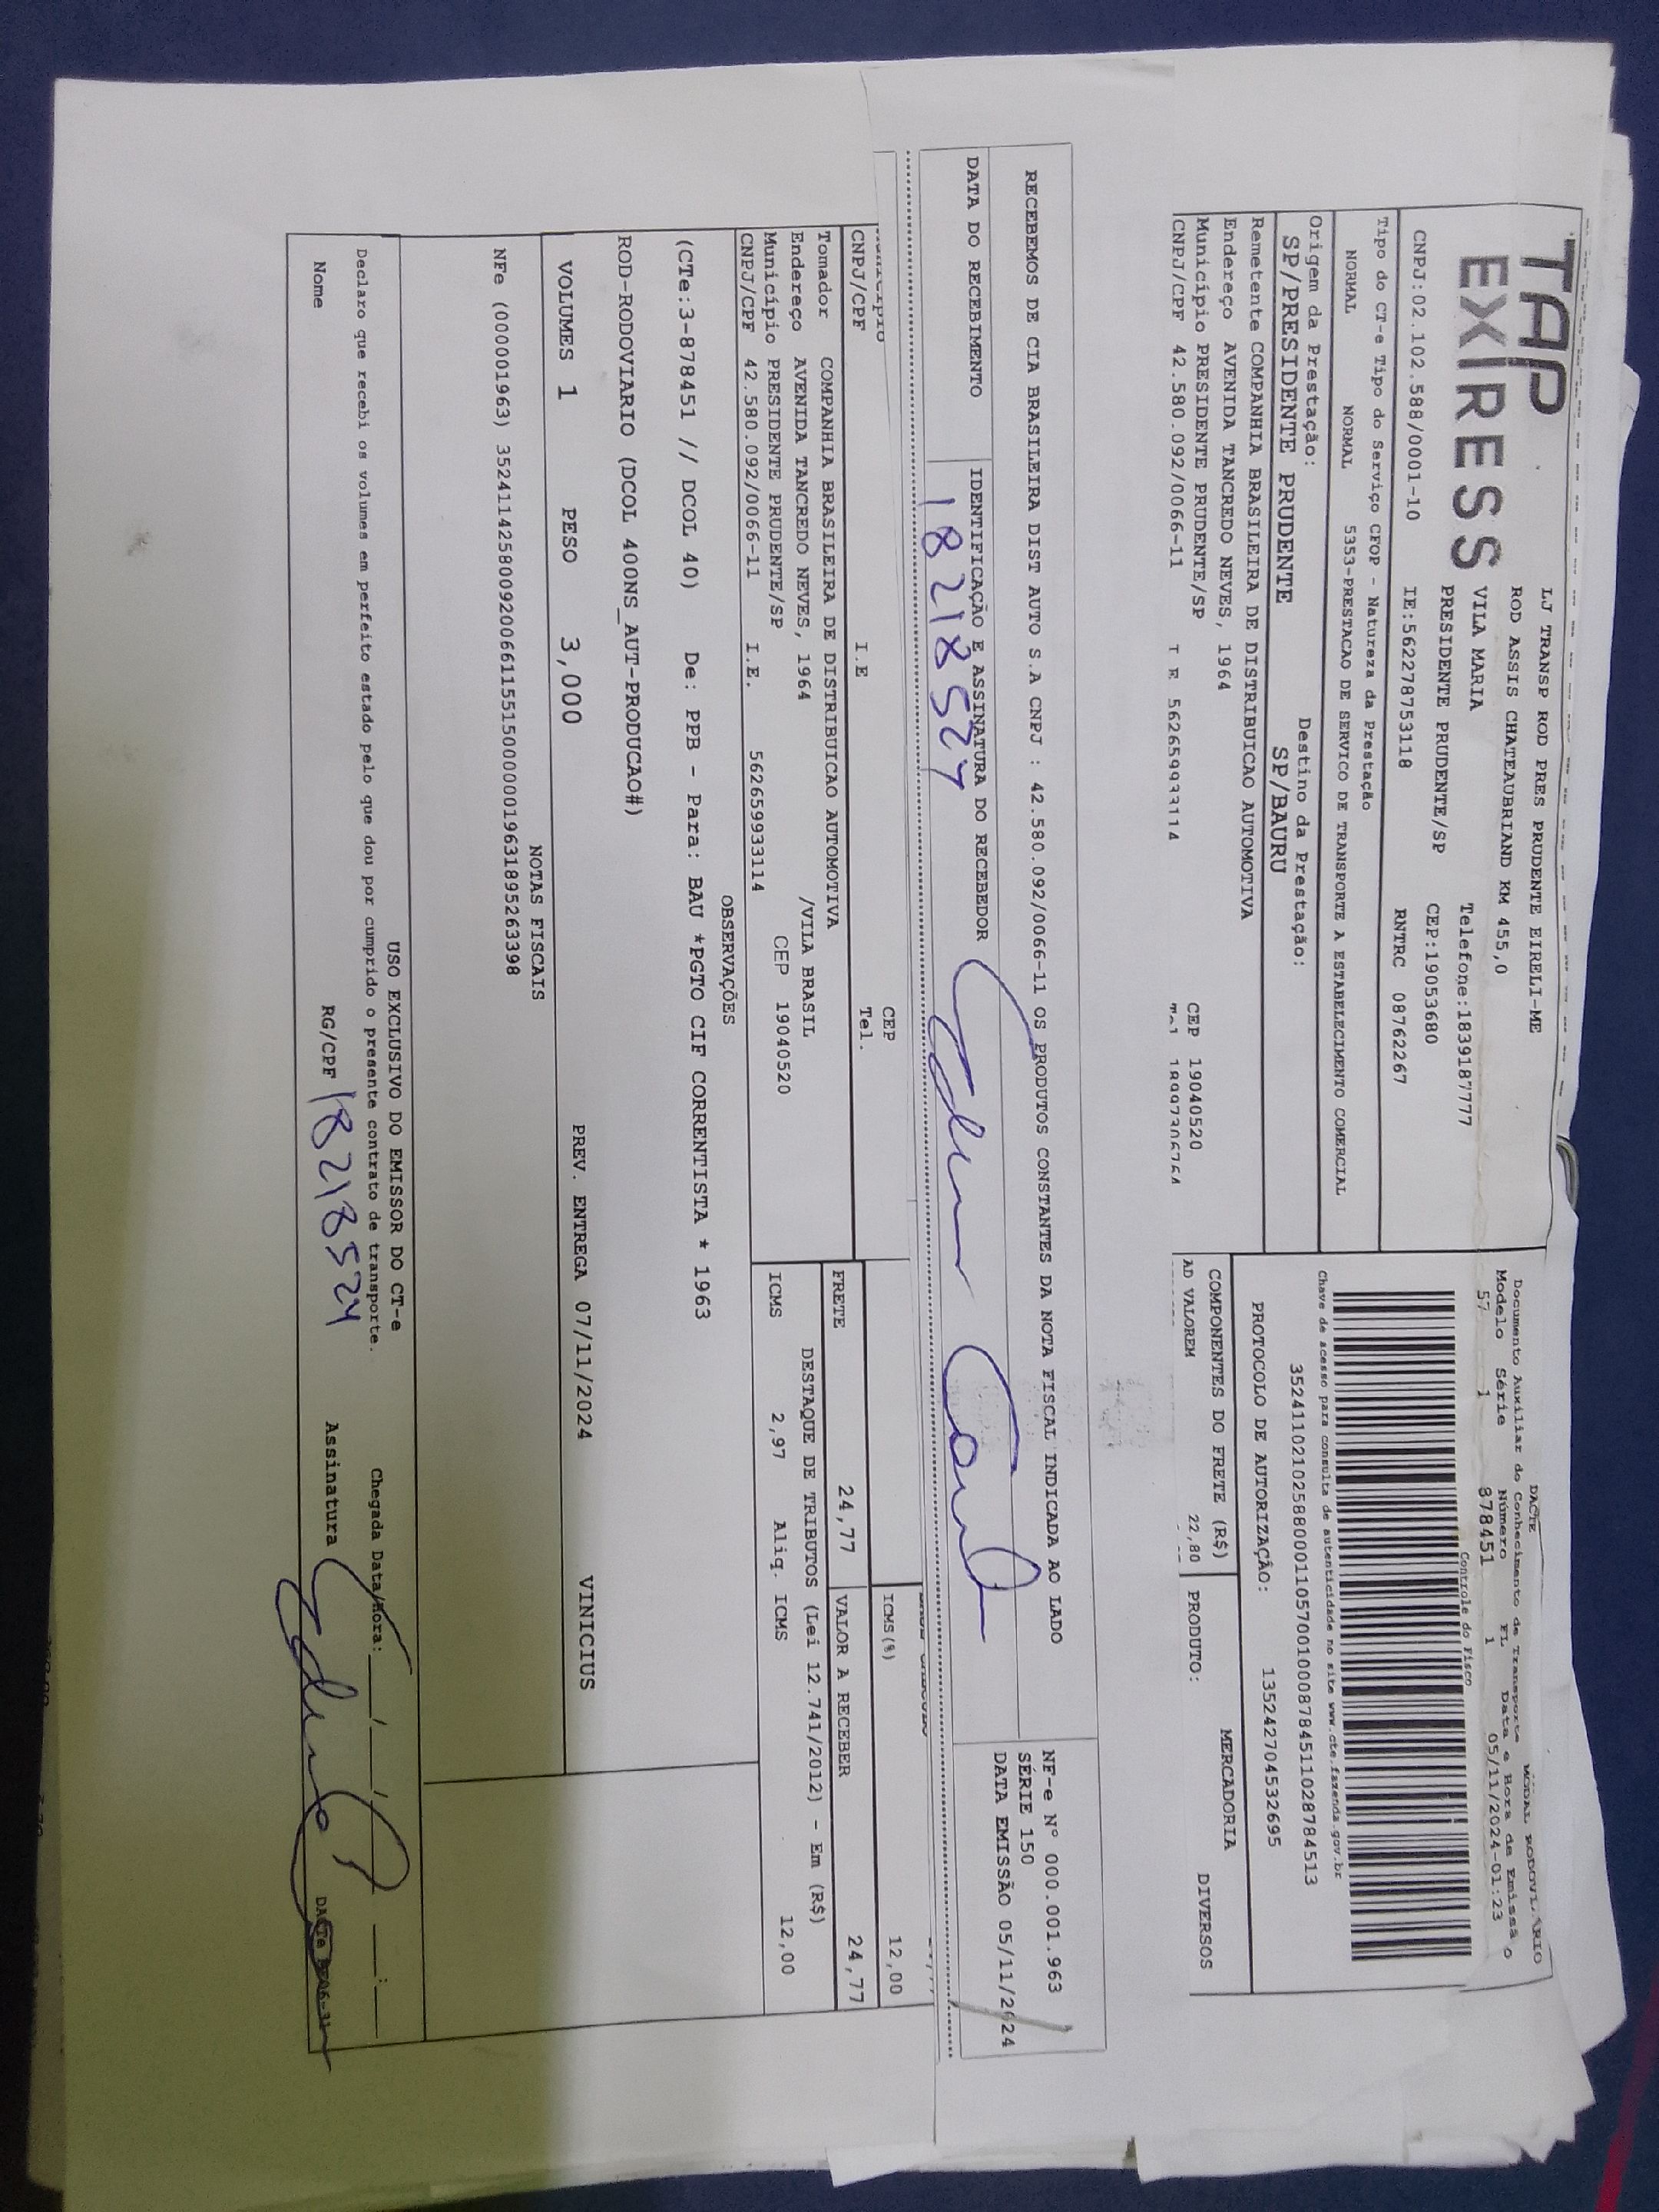 TAP
EXPRESS
LJ TRANSP ROD PRES PRUDENTE EIRELI-ME
ROD ASSIS CHATEAUBRIAND KM 455,0
VILA MARIA Telefone:1839187777
PRESIDENTE PRUDENTE/SP CEP:19053680
CNPJ:02.102.588/0001-10 IE:562278753118 RNTRC 08762267
Tipo do CT-e Tipo do Serviço CFOP - Natureza da Prestação
NORMAL NORMAL 5353-PRESTACAO DE SERVICO DE TRANSPORTE A ESTABELECIMENTO COMERCIAL
Origem da Prestação: Destino da Prestação:
SP/PRESIDENTE PRUDENTE SP/BAURU
Remetente COMPANHIA BRASILEIRA DE DISTRIBUICAO AUTOMOTIVA
Endereço AVENIDA TANCREDO NEVES, 1964
Município PRESIDENTE PRUDENTE/SP CEP 19040520
CNPJ/CPF 42.580.092/0066-11 562659933114
DACTE MODAL RODOVIÁRIO
Documento Auxiliar do Conhecimento de Transporte
Modelo Série Número FL Data e Hora de Emissão
57 1 878451 1 05/11/2024-01:23
Controle do Fisco
Chave de acesso para consulta de autenticidade no site www.cte.fazenda.gov.br
35241102102588000110570010008784511028784513
PROTOCOLO DE AUTORIZAÇÃO: 135242704532695
COMPONENTES DO FRETE (R$) MERCADORIA
AD VALOREM 22,80 PRODUTO: DIVERSOS
RECEBEMOS DE CIA BRASILEIRA DIST AUTO S.A CNPJ : 42.580.092/0066-11 OS PRODUTOS CONSTANTES DA NOTA FISCAL INDICADA AO LADO
DATA DO RECEBIMENTO IDENTIFICAÇÃO E ASSINATURA DO RECEBEDOR
18218524
NF-e Nº 000.001.963
SÉRIE 150
DATA EMISSÃO 05/11/2024
Município CEP
CNPJ/CPF I.E Tel.
ICMS(%) 12,00
Tomador COMPANHIA BRASILEIRA DE DISTRIBUICAO AUTOMOTIVA
Endereço AVENIDA TANCREDO NEVES, 1964 /VILA BRASIL
Município PRESIDENTE PRUDENTE/SP CEP 19040520
CNPJ/CPF 42.580.092/0066-11 I.E. 562659933114
FRETE 24,77 VALOR A RECEBER 24,77
DESTAQUE DE TRIBUTOS (Lei 12.741/2012) - Em (R$)
ICMS 2,97 Aliq. ICMS 12,00
OBSERVAÇÕES
(CTe:3-878451 // DCOL 40) De: PPB - Para: BAU *PGTO CIF CORRENTISTA * 1963
ROD-RODOVIARIO (DCOL 400NS_AUT-PRODUCAO#)
VOLUMES 1 PESO 3,000 PREV. ENTREGA 07/11/2024 VINICIUS
NOTAS FISCAIS
NFe (000001963) 35241142580092006611551500000019631895263398
USO EXCLUSIVO DO EMISSOR DO CT-e
Declaro que recebi os volumes em perfeito estado pelo que dou por cumprido o presente contrato de transporte. Chegada Data/Hora: ___/___/___ ___:___
Nome RG/CPF 18218524 Assinatura